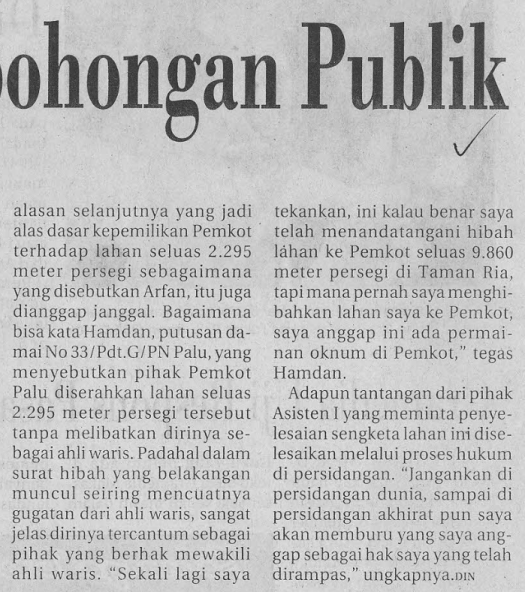 bohongan Publik
alasan selanjutnya yang jadi
alas dasar kepemilikan Pemkot
terhadap lahan seluas 2.295
meter persegi sebagaimana
yang disebutkan Arfan, itu juga
dianggap janggal. Bagaimana
bisa kata Hamdan, putusan da-
mai No 33/Pdt.G/PN Palu, yang
menyebutkan pihak Pemkot
Palu diserahkan lahan seluas
2.295 meter persegi tersebut
tanpa melibatkan dirinya se-
bagai ahli waris. Padahal dalam
surat hibah yang belakangan
muncul seiring mencuatnya
gugatan dari ahli waris, sangat
jelas dirinya tercantum sebagai
pihak yang berhak mewakili
ahli waris. “Sekali lagi saya
tekankan, ini kalau benar saya
telah menandatangani hibah
lahan ke Pemkot seluas 9.860
meter persegi di Taman Ria,
tapi mana pernah saya menghi-
bahkan lahan saya ke Pemkot,
saya anggap ini ada permai-
nan oknum di Pemkot,” tegas
Hamdan.
Adapun tantangan dari pihak
Asisten I yang meminta penye-
lesaian sengketa lahan ini dise-
lesaikan melalui proses hukum
di persidangan. “Jangankan di
persidangan dunia, sampai di
persidangan akhirat pun saya
akan memburu yang saya ang-
gap sebagai hak saya yang telah
dirampas,” ungkapnya.DIN